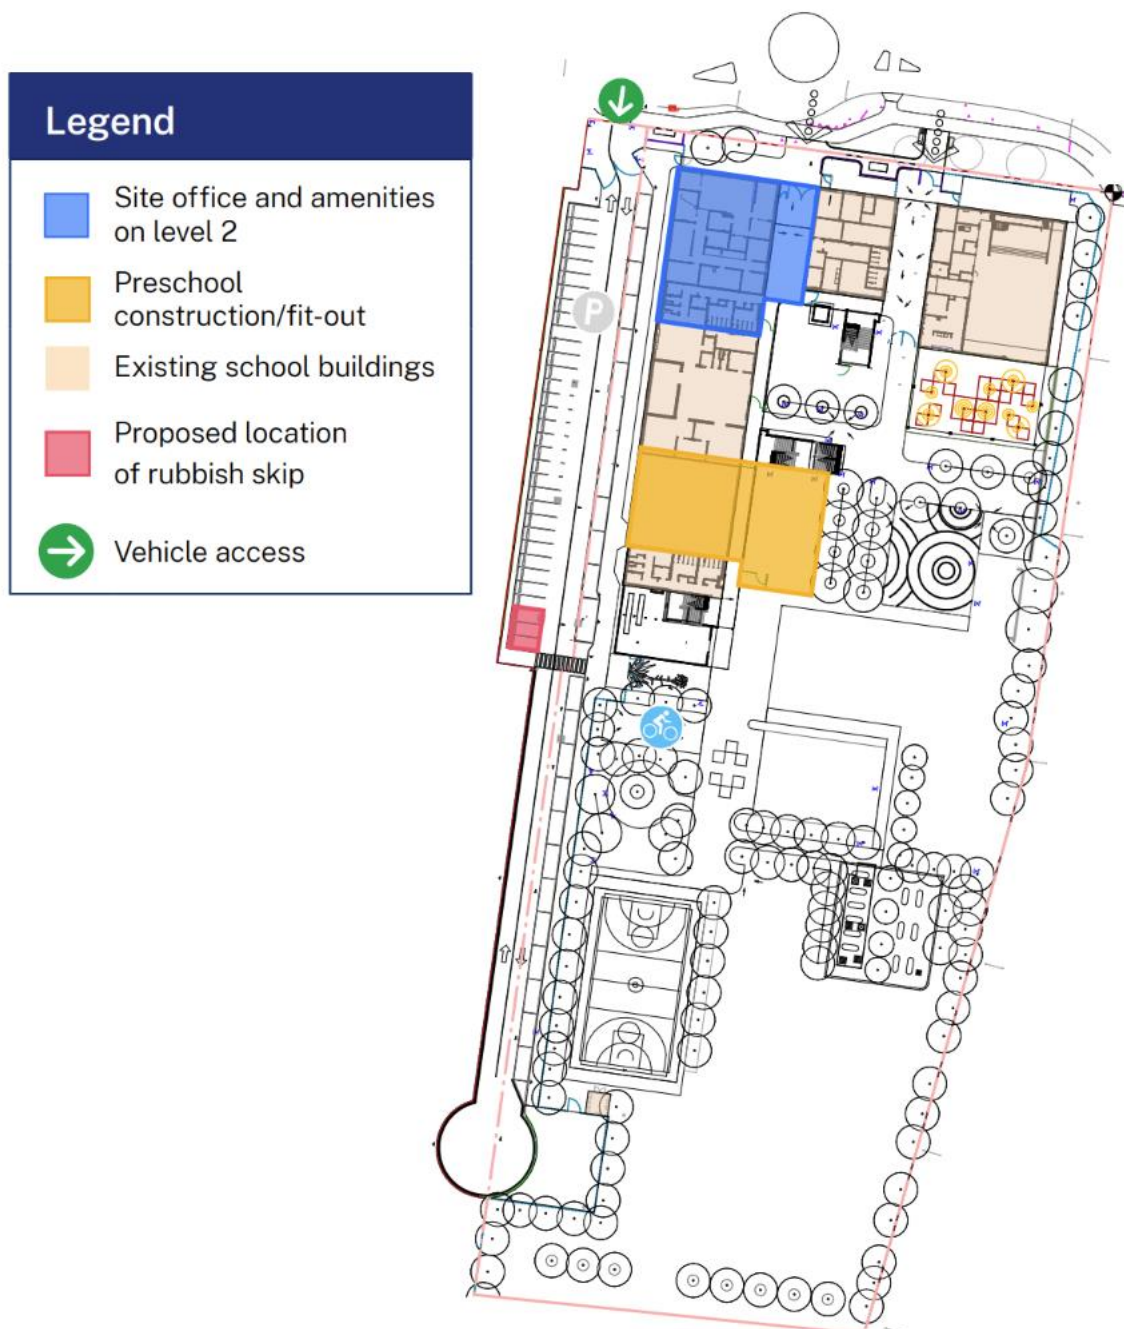 Legend
Site office and amenities
on level 2
Preschool
construction/fit-out
Existing school buildings
Proposed location
of rubbish skip
Vehicle access
P